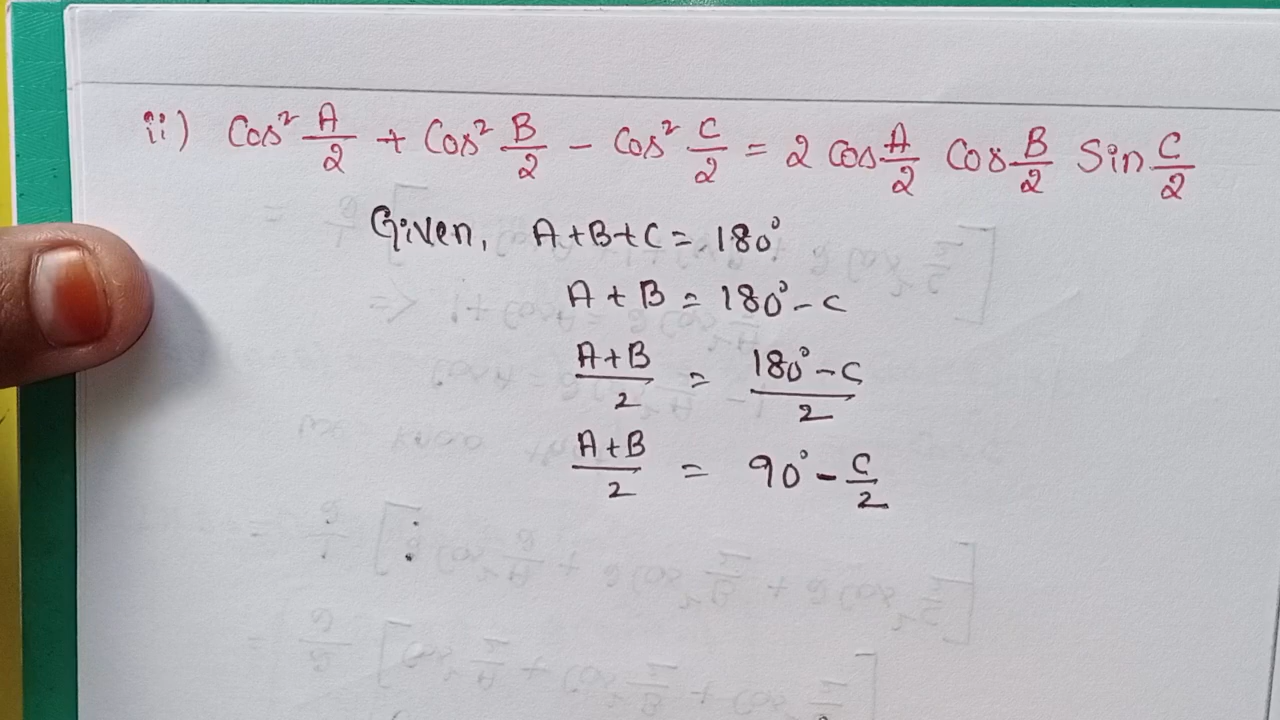 ii) Cos² A/2 + Cos² B/2 - Cos² C/2 = 2 Cos A/2 Cos B/2 Sin C/2
Given, A+B+C = 180°
A+B = 180°-C
A+B/2 = 180°-C/2
A+B/2 = 90°-C/2